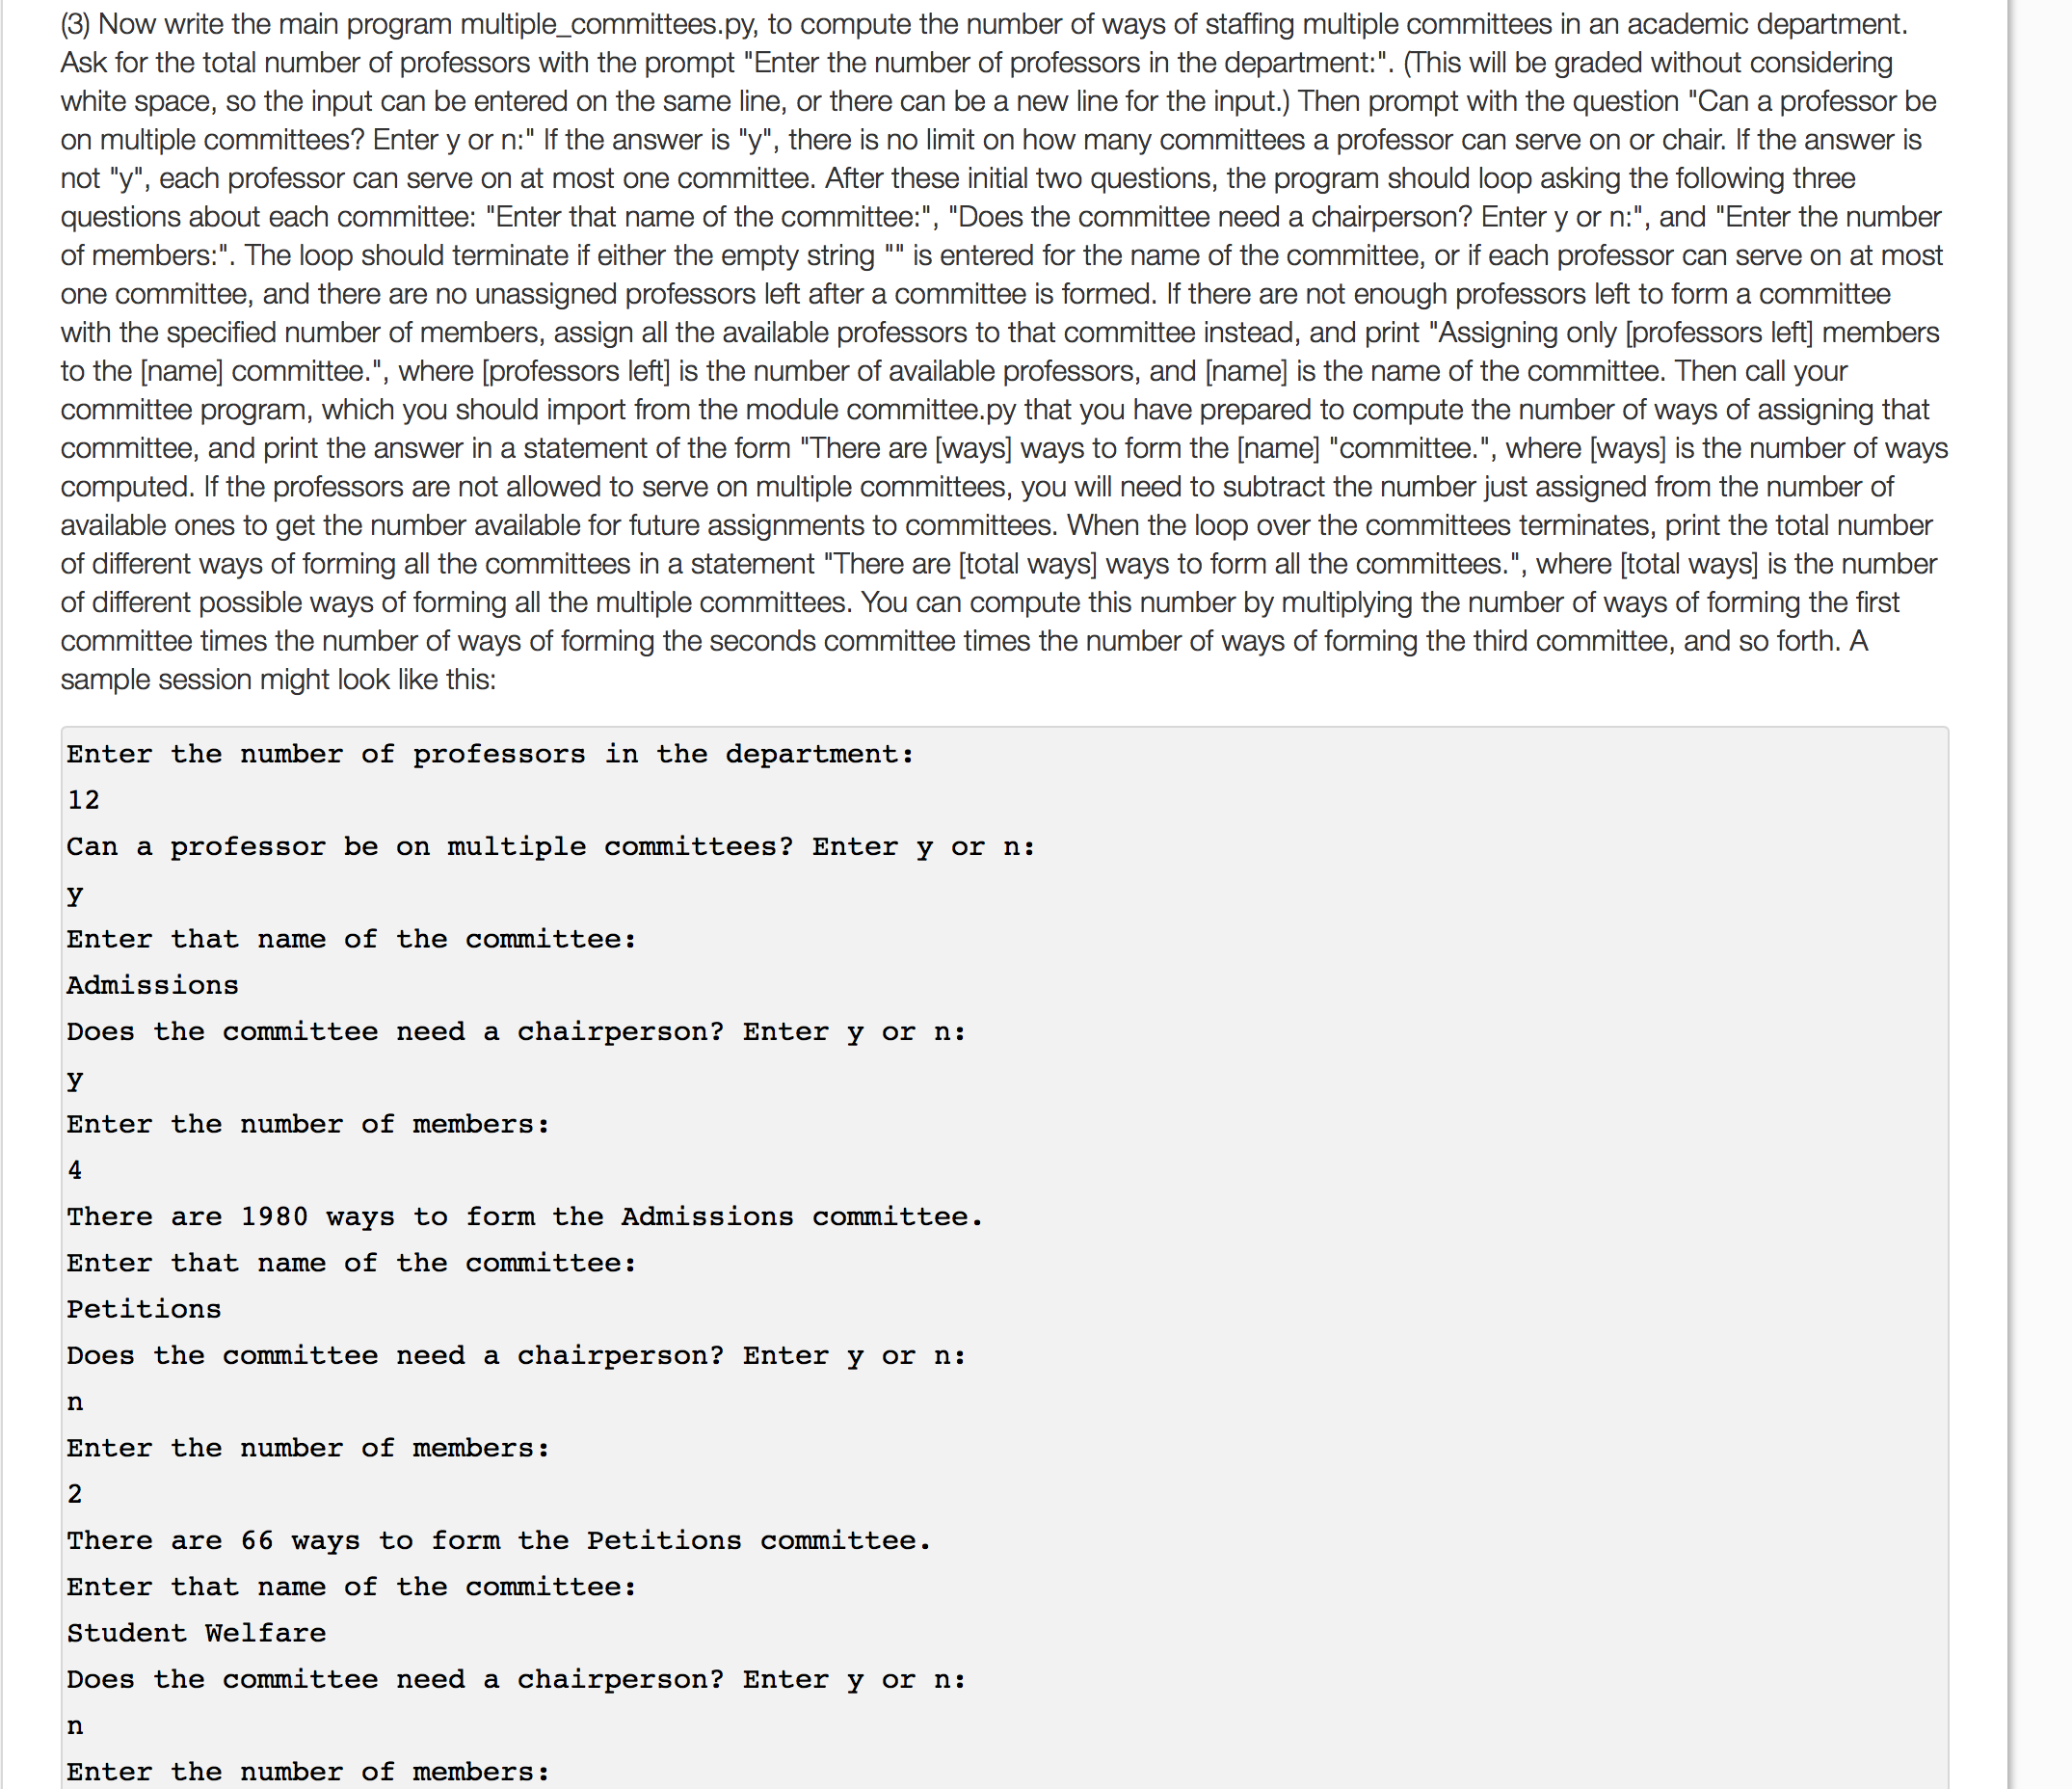 (3) Now write the main program multiple_committees.py, to compute the number of ways of staffing multiple committees in an academic department.
Ask for the total number of professors with the prompt "Enter the number of professors in the department:". (This will be graded without considering
white space, so the input can be entered on the same line, or there can be a new line for the input.) Then prompt with the question "Can a professor be
on multiple committees? Enter y or n:" If the answer is "y", there is no limit on how many committees a professor can serve on or chair. If the answer is
not "y", each professor can serve on at most one committee. After these initial two questions, the program should loop asking the following three
questions about each committee: "Enter that name of the committee:", "Does the committee need a chairperson? Enter y or n:", and "Enter the number
of members:". The loop should terminate if either the empty string "" is entered for the name of the committee, or if each professor can serve on at most
one committee, and there are no unassigned professors left after a committee is formed. If there are not enough professors left to form a committee
with the specified number of members, assign all the available professors to that committee instead, and print "Assigning only [professors left] members
to the [name] committee.", where [professors left] is the number of available professors, and [name] is the name of the committee. Then call your
committee program, which you should import from the module committee.py that you have prepared to compute the number of ways of assigning that
committee, and print the answer in a statement of the form "There are [ways] ways to form the [name] "committee.", where [ways] is the number of ways
computed. If the professors are not allowed to serve on multiple committees, you will need to subtract the number just assigned from the number of
available ones to get the number available for future assignments to committees. When the loop over the committees terminates, print the total number
of different ways of forming all the committees in a statement "There are [total ways] ways to form all the committees.", where [total ways] is the number
of different possible ways of forming all the multiple committees. You can compute this number by multiplying the number of ways of forming the first
committee times the number of ways of forming the seconds committee times the number of ways of forming the third committee, and so forth. A
sample session might look like this:
Enter the number of professors in the department:
12
Can a professor be on multiple committees? Enter y or n:
y
Enter that name of the committee:
Admissions
Does the committee need a chairperson? Enter y or n:
y
Enter the number of members:
4
There are 1980 ways to form the Admissions committee.
Enter that name of the committee:
Petitions
Does the committee need a chairperson? Enter y or n:
n
Enter the number of members:
2
There are 66 ways to form the Petitions committee.
Enter that name of the committee:
Student Welfare
Does the committee need a chairperson? Enter y or n:
n
Enter the number of members: